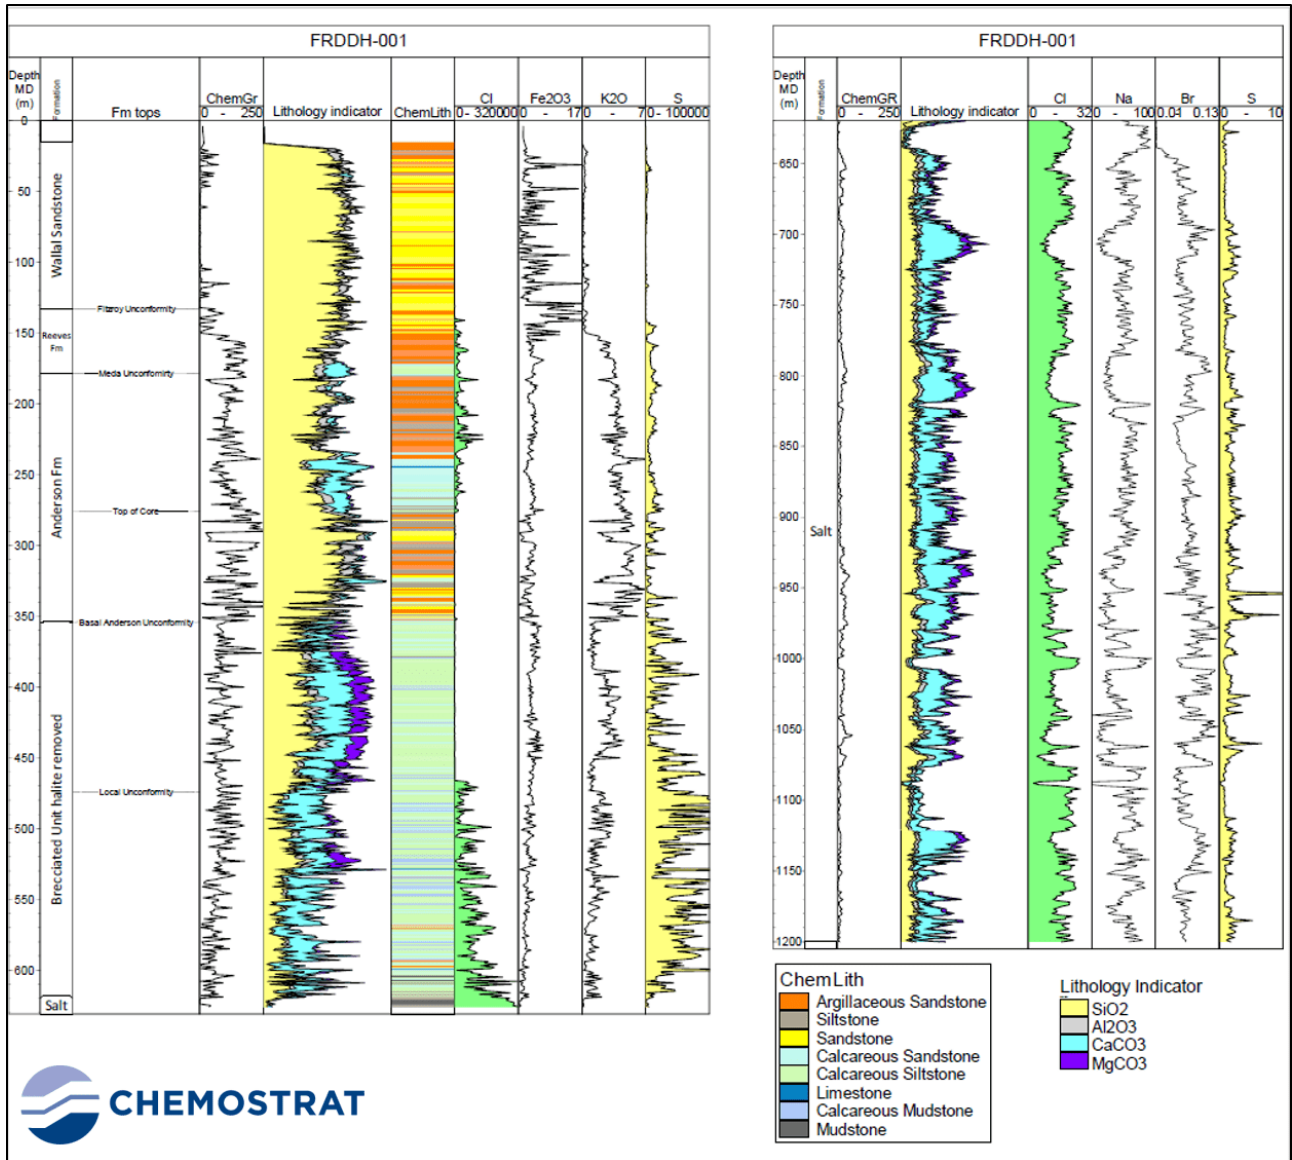 FRDDH-001
Depth
MD
(m)
Formation
Fm tops
ChemGr
0 - 250
Lithology indicator
ChemLith
Cl
0 - 320000
Fe2O3
0 - 17
K2O
0 - 7
S
0 - 100000
0
50
100
150
200
250
300
350
400
450
500
550
600
Wallal Sandstone
Reeves
Fm
Anderson Fm
Brecciated Unit halite removed
Salt
Fitzroy Unconformity
Meda Unconformirty
Top of Core
Basal Anderson Unconformity
Local Unconformity
FRDDH-001
Depth
MD
(m)
Formation
ChemGR
0 - 250
Lithology indicator
Cl
0 - 320
Na
0 - 100
Br
0.04 0.13
S
0 - 10
650
700
750
800
850
900
950
1000
1050
1100
1150
1200
Salt
ChemLith
Argillaceous Sandstone
Siltstone
Sandstone
Calcareous Sandstone
Calcareous Siltstone
Limestone
Calcareous Mudstone
Mudstone
Lithology Indicator
SiO2
Al2O3
CaCO3
MgCO3
CHEMOSTRAT